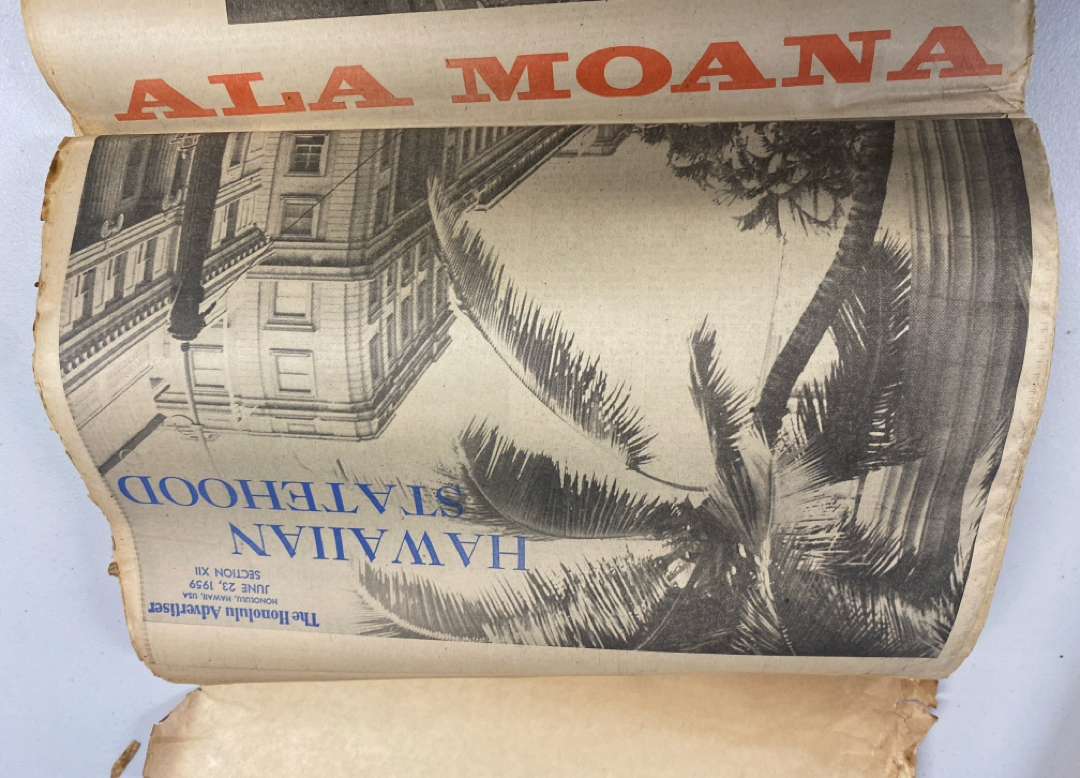 ALA MOANA
The Honolulu Advertiser
HONOLULU, HAWAII, USA
JUNE 23, 1959
SECTION XII
HAWAIIAN
STATEHOOD